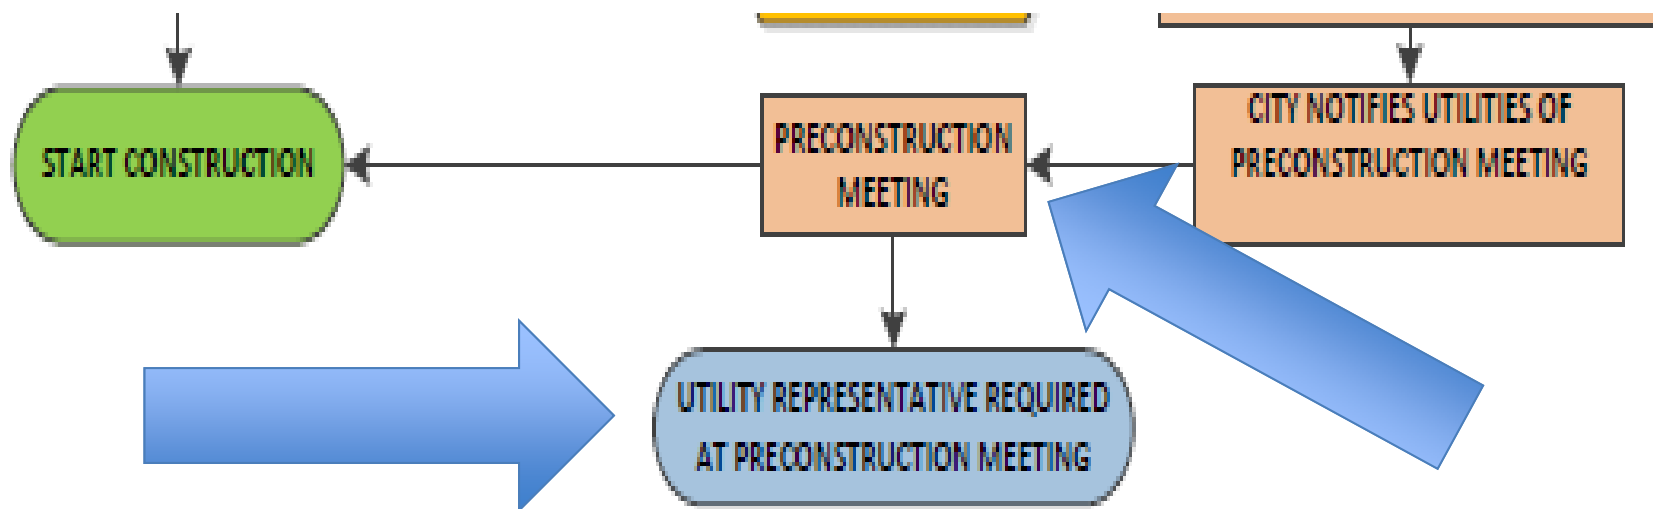 START CONSTRUCTION
PRECONSTRUCTION
MEETING
CITY NOTIFIES UTILITIES OF
PRECONSTRUCTION MEETING
UTILITY REPRESENTATIVE REQUIRED
AT PRECONSTRUCTION MEETING